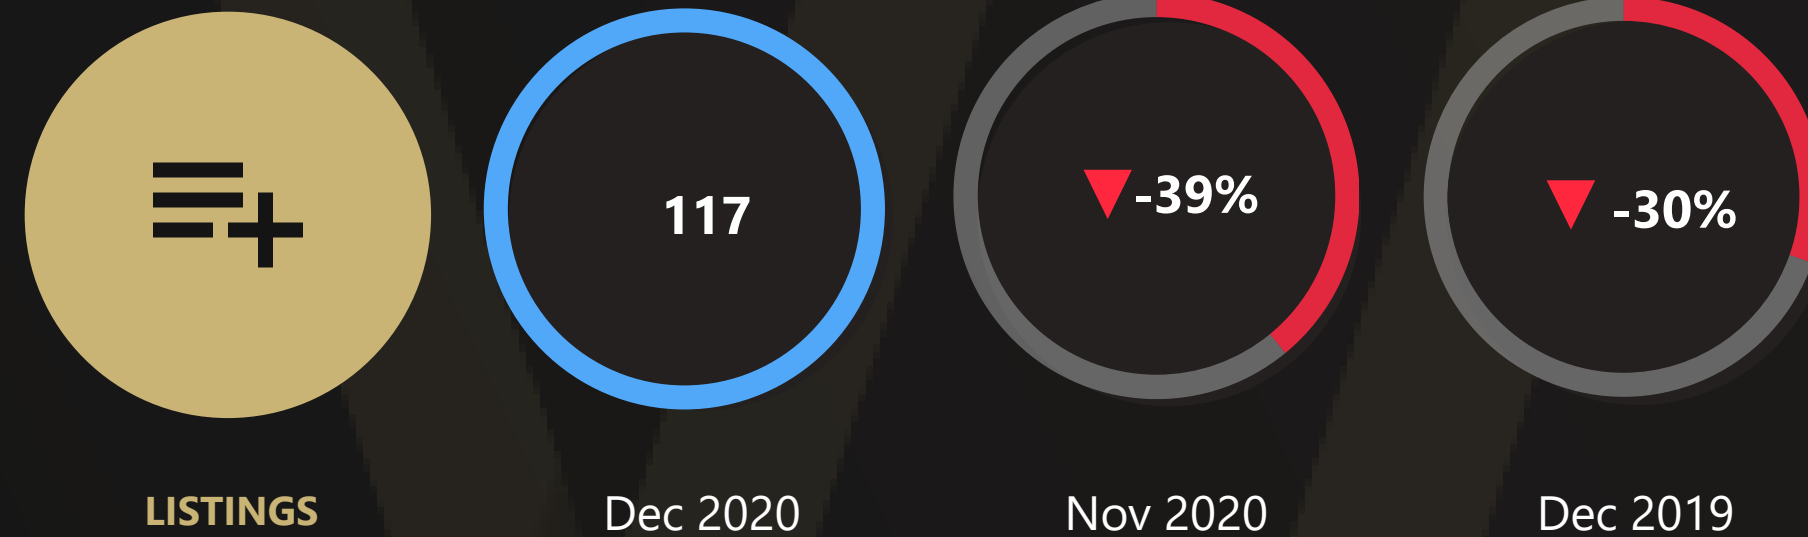 117
▼-39%
▼ -30%
LISTINGS
Dec 2020
Nov 2020
Dec 2019